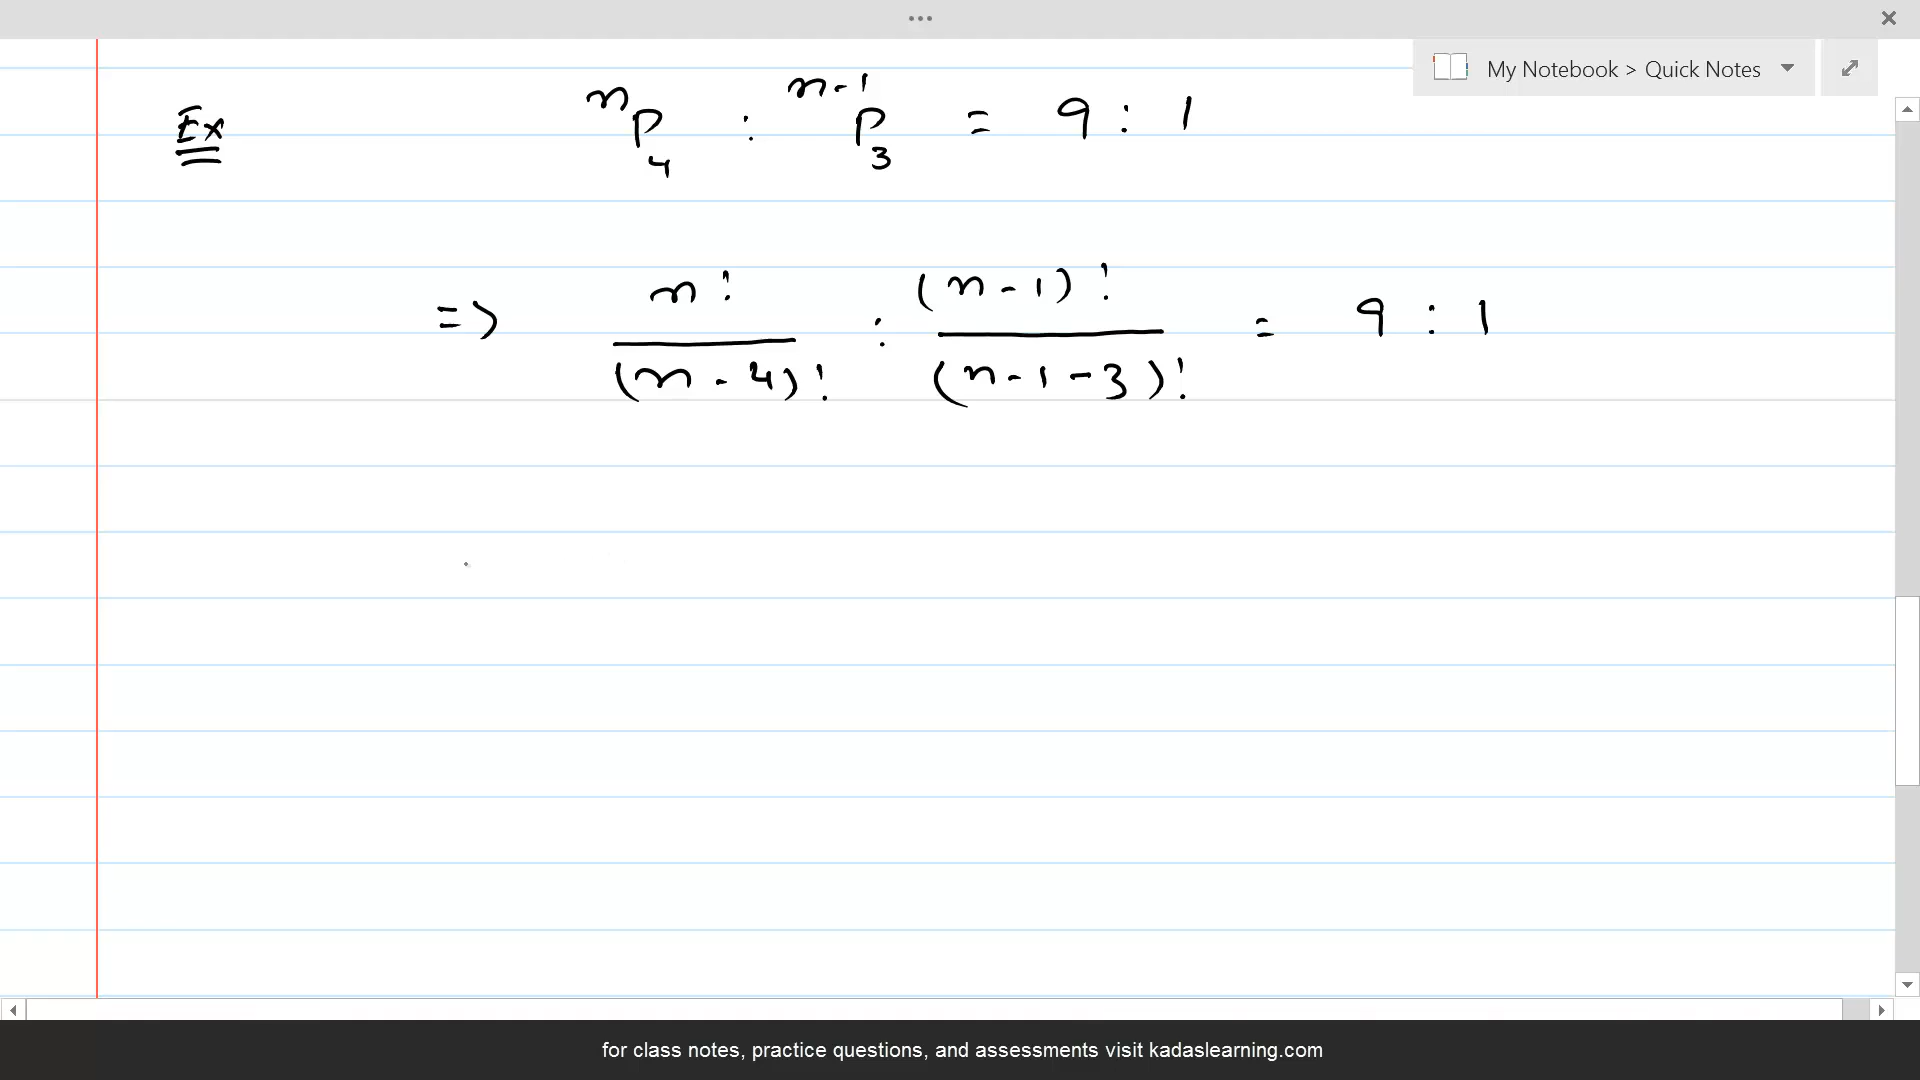 ...
My Notebook > Quick Notes
Ex ⁿP₄ : ⁿ⁻¹P₃ = 9 : 1
=> n! / (n-4)! : (n-1)! / (n-1-3)! = 9 : 1
for class notes, practice questions, and assessments visit kadaslearning.com